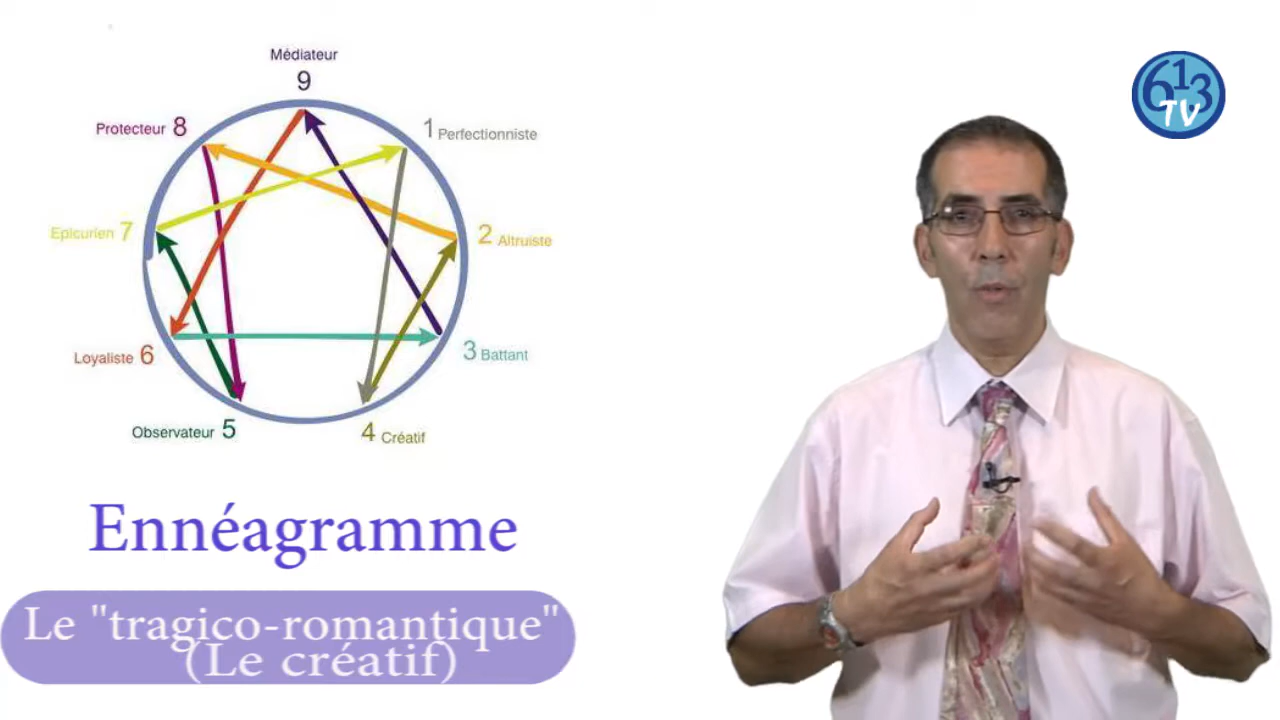 Médiateur
9
Protecteur 8
1 Perfectionniste
Epicurien 7
2 Altruiste
Loyaliste 6
3 Battant
Observateur 5
4 Créatif
Ennéagramme
Le "tragico-romantique"
(Le créatif)
613
TV